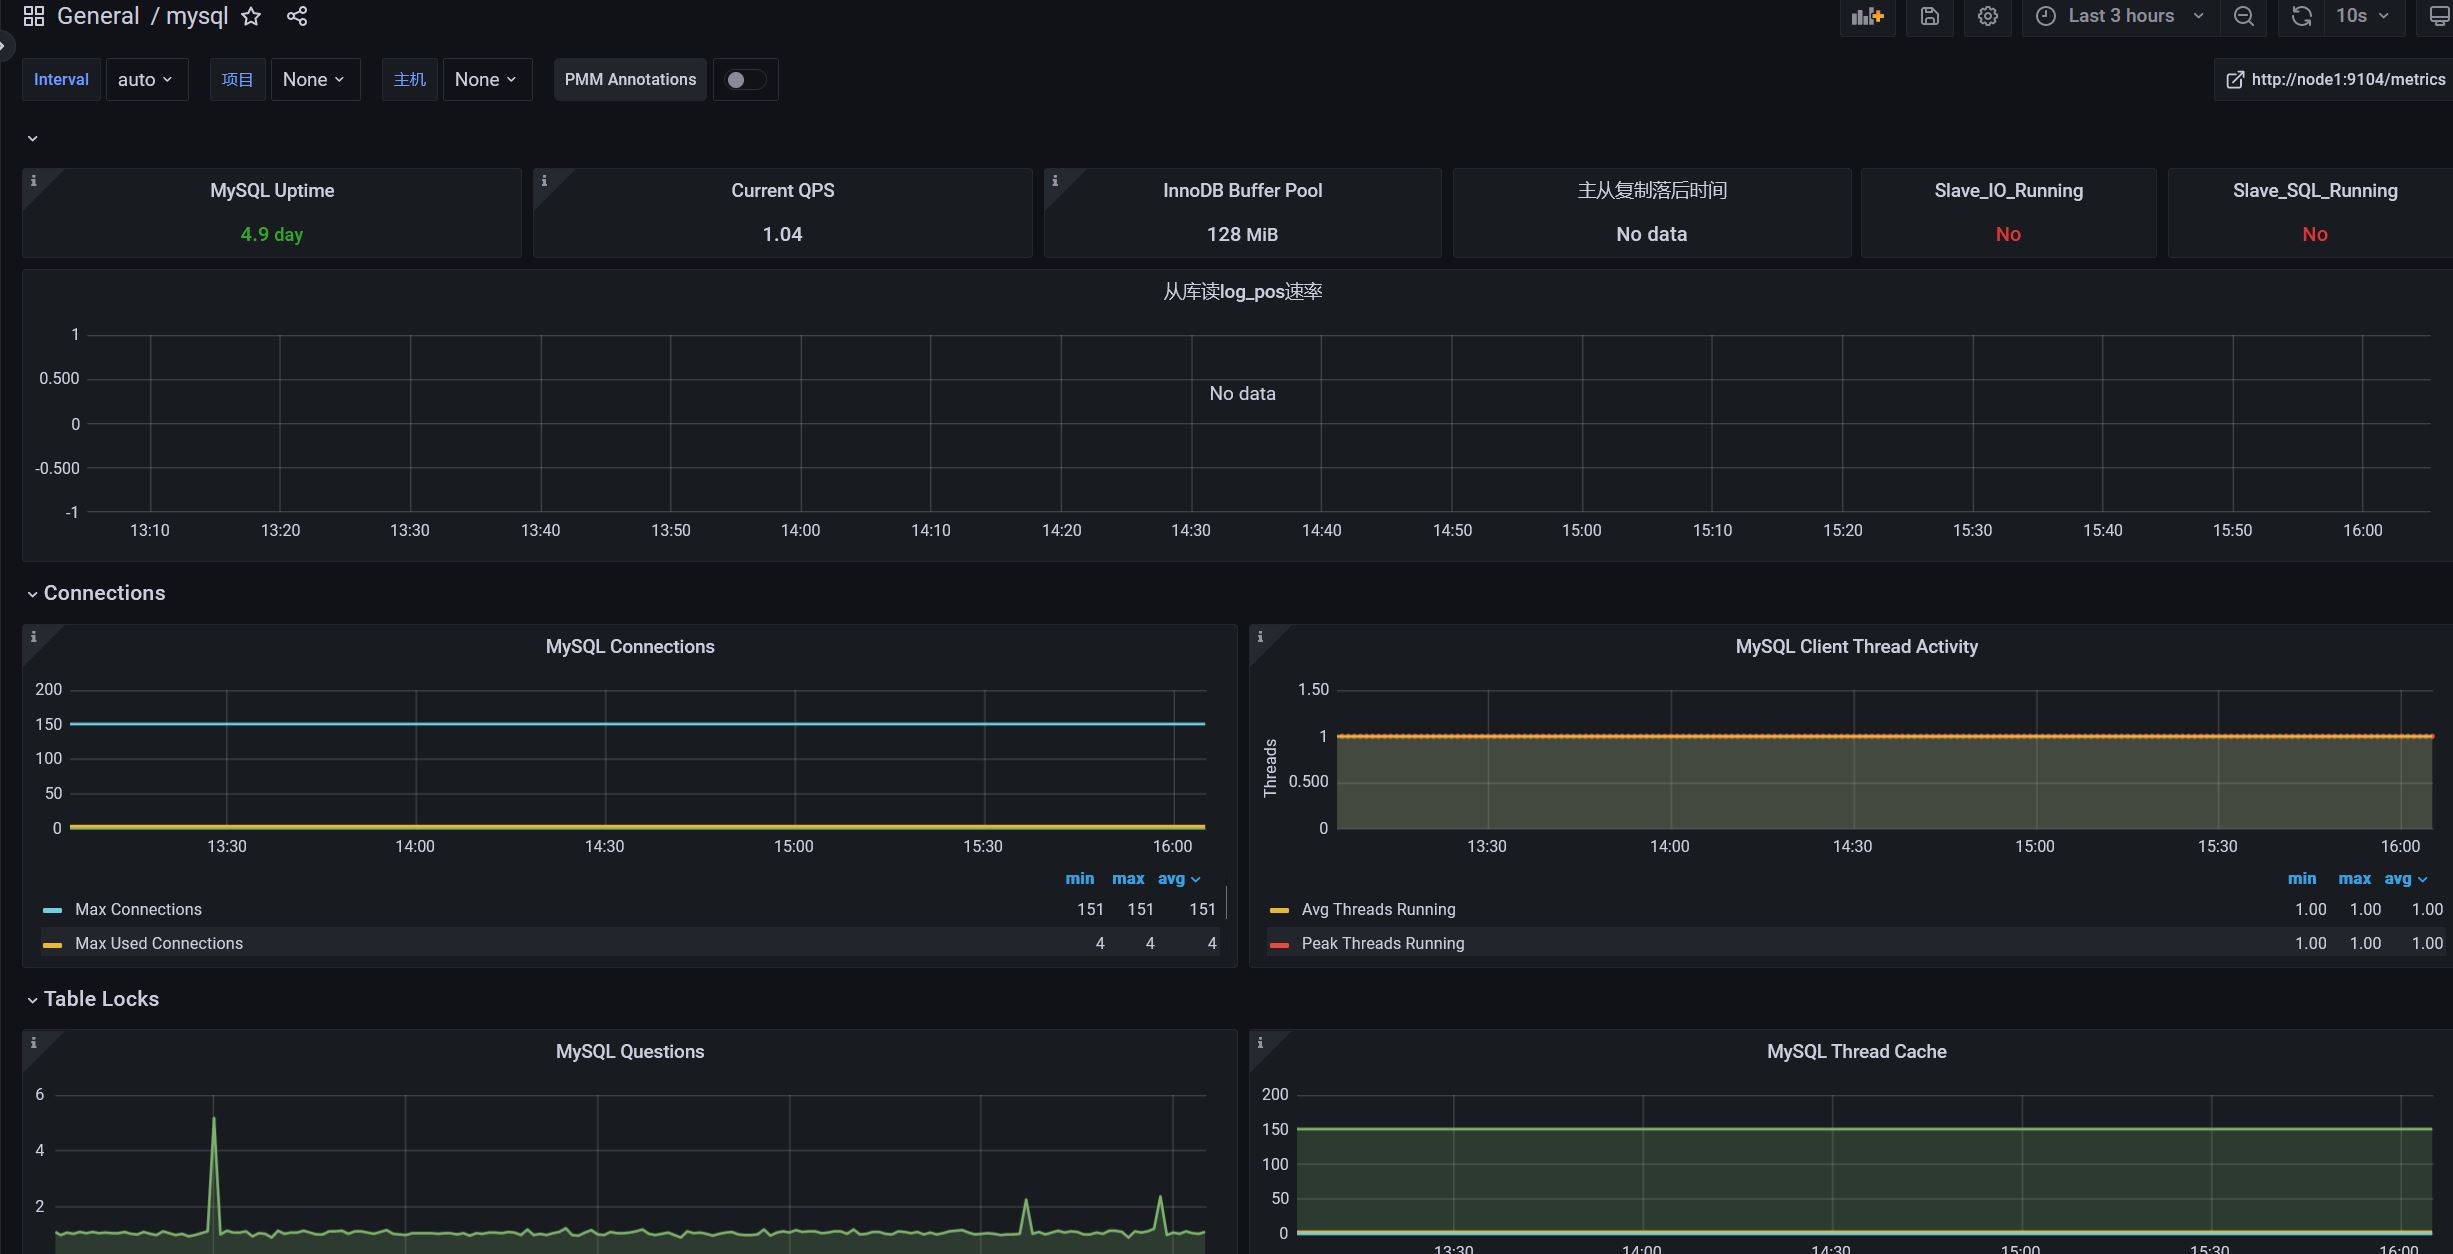 General / mysql
Last 3 hours
10s
Interval auto 项目 None 主机 None PMM Annotations
http://node1:9104/metrics
MySQL Uptime
4.9 day
Current QPS
1.04
InnoDB Buffer Pool
128 MiB
主从复制落后时间
No data
Slave_IO_Running
No
Slave_SQL_Running
No
从库读log_pos速率
1
0.500
0
-0.500
-1
No data
13:10 13:20 13:30 13:40 13:50 14:00 14:10 14:20 14:30 14:40 14:50 15:00 15:10 15:20 15:30 15:40 15:50 16:00
Connections
MySQL Connections
200
150
100
50
0
13:30 14:00 14:30 15:00 15:30 16:00
min max avg
Max Connections 151 151 151
Max Used Connections 4 4 4
MySQL Client Thread Activity
Threads
1.50
1
0.500
0
13:30 14:00 14:30 15:00 15:30 16:00
min max avg
Avg Threads Running 1.00 1.00 1.00
Peak Threads Running 1.00 1.00 1.00
Table Locks
MySQL Questions
6
4
2
MySQL Thread Cache
200
150
100
50
0
13:30 14:00 14:30 15:00 15:30 16:00